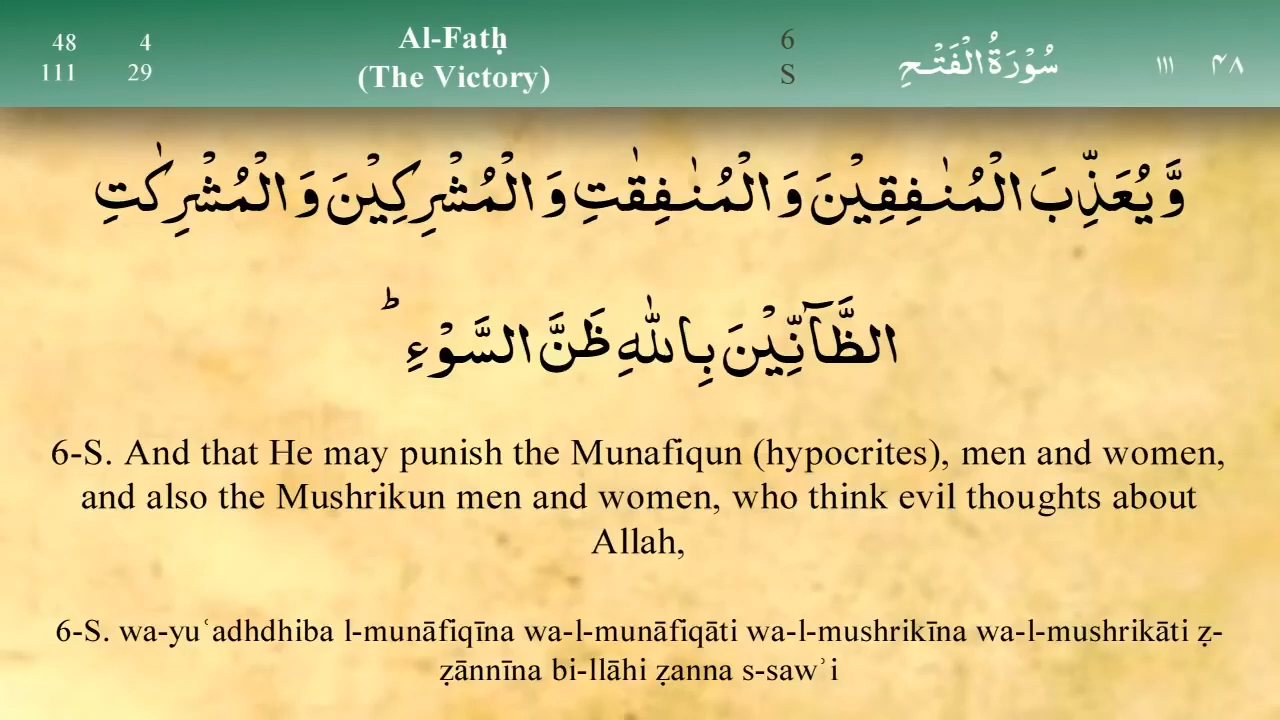 48 4 Al-Fatḥ 6 سُوْرَةُ الْفَتْحِ ١١١ ۴۸
111 29 (The Victory) S
وَّيُعَذِّبَ الْمُنٰفِقِيْنَ وَالْمُنٰفِقٰتِ وَالْمُشْرِكِيْنَ وَالْمُشْرِكٰتِ
الظَّآنِّيْنَ بِاللّٰهِ ظَنَّ السَّوْءِ ؕ
6-S. And that He may punish the Munafiqun (hypocrites), men and women,
and also the Mushrikun men and women, who think evil thoughts about
Allah,
6-S. wa-yuʿadhdhiba l-munāfiqīna wa-l-munāfiqāti wa-l-mushrikīna wa-l-mushrikāti ẓ-
ẓānnīna bi-llāhi ẓanna s-sawʾi